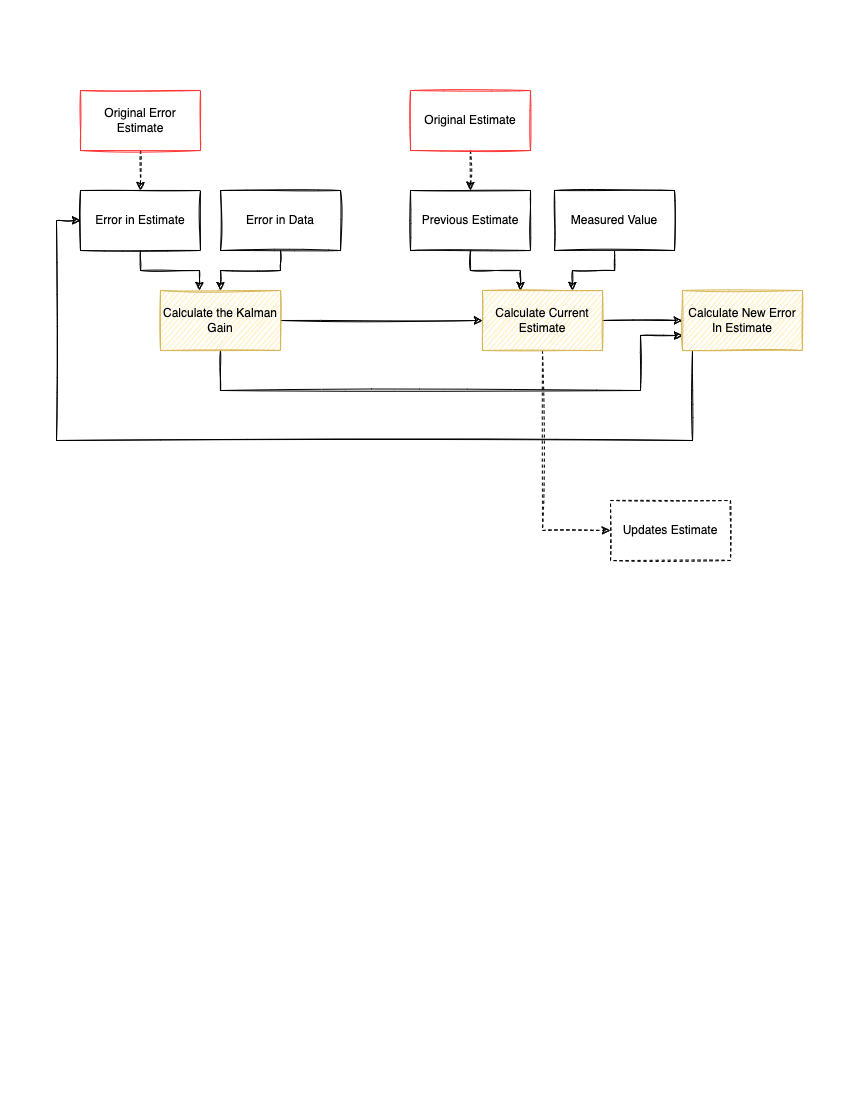 Original Error
Estimate
Original Estimate
Error in Estimate
Error in Data
Previous Estimate
Measured Value
Calculate the Kalman
Gain
Calculate Current
Estimate
Calculate New Error
In Estimate
Updates Estimate